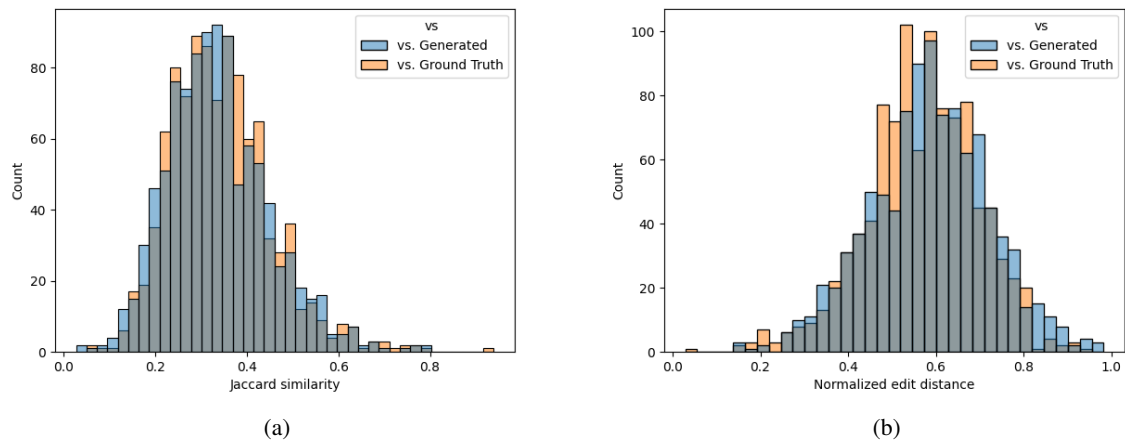 vs
vs. Generated
vs. Ground Truth
Count
80
60
40
20
0
0.0 0.2 0.4 0.6 0.8
Jaccard similarity
(a)
vs
vs. Generated
vs. Ground Truth
Count
100
80
60
40
20
0
0.0 0.2 0.4 0.6 0.8 1.0
Normalized edit distance
(b)